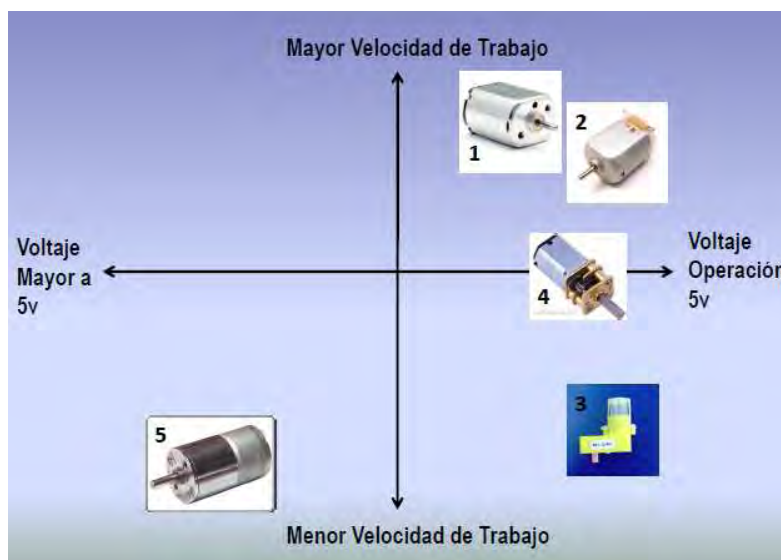 Mayor Velocidad de Trabajo
1
2
Voltaje
Mayor a
5v
Voltaje
Operación
5v
4
3
5
Menor Velocidad de Trabajo